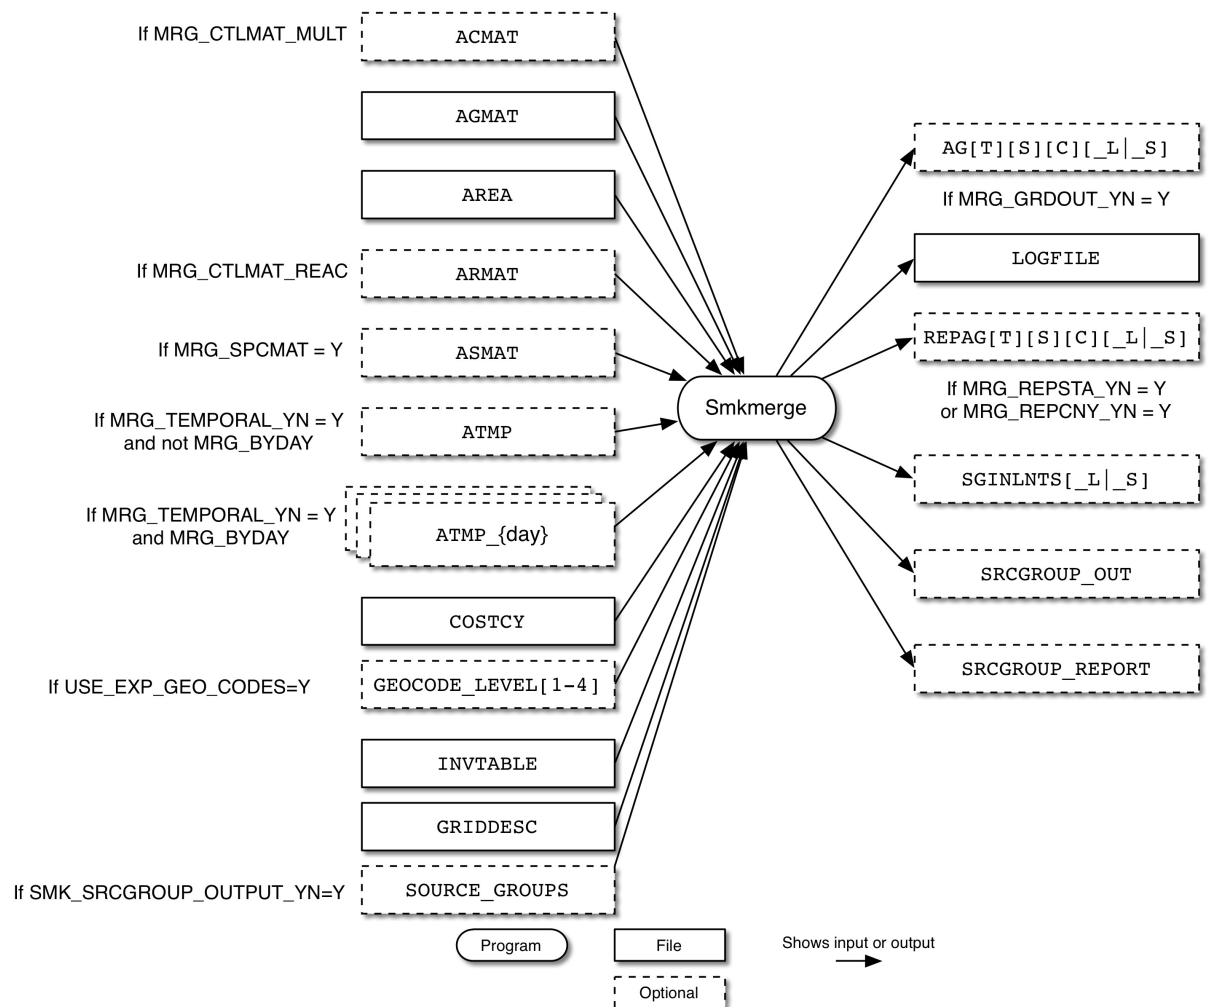 If MRG_CTLMAT_MULT
ACMAT
AGMAT
AREA
If MRG_CTLMAT_REAC
ARMAT
If MRG_SPCMAT = Y
ASMAT
If MRG_TEMPORAL_YN = Y
and not MRG_BYDAY
ATMP
If MRG_TEMPORAL_YN = Y
and MRG_BYDAY
ATMP_{day}
COSTCY
If USE_EXP_GEO_CODES=Y
GEOCODE_LEVEL[1-4]
INVTABLE
GRIDDESC
If SMK_SRCGROUP_OUTPUT_YN=Y
SOURCE_GROUPS
Smkmerge
AG[T][S][C][_L|_S]
If MRG_GRDOUT_YN = Y
LOGFILE
REPAG[T][S][C][_L|_S]
If MRG_REPSTA_YN = Y
or MRG_REPCNY_YN = Y
SGINLNTS[_L|_S]
SRCGROUP_OUT
SRCGROUP_REPORT
Program
File
Shows input or output
Optional